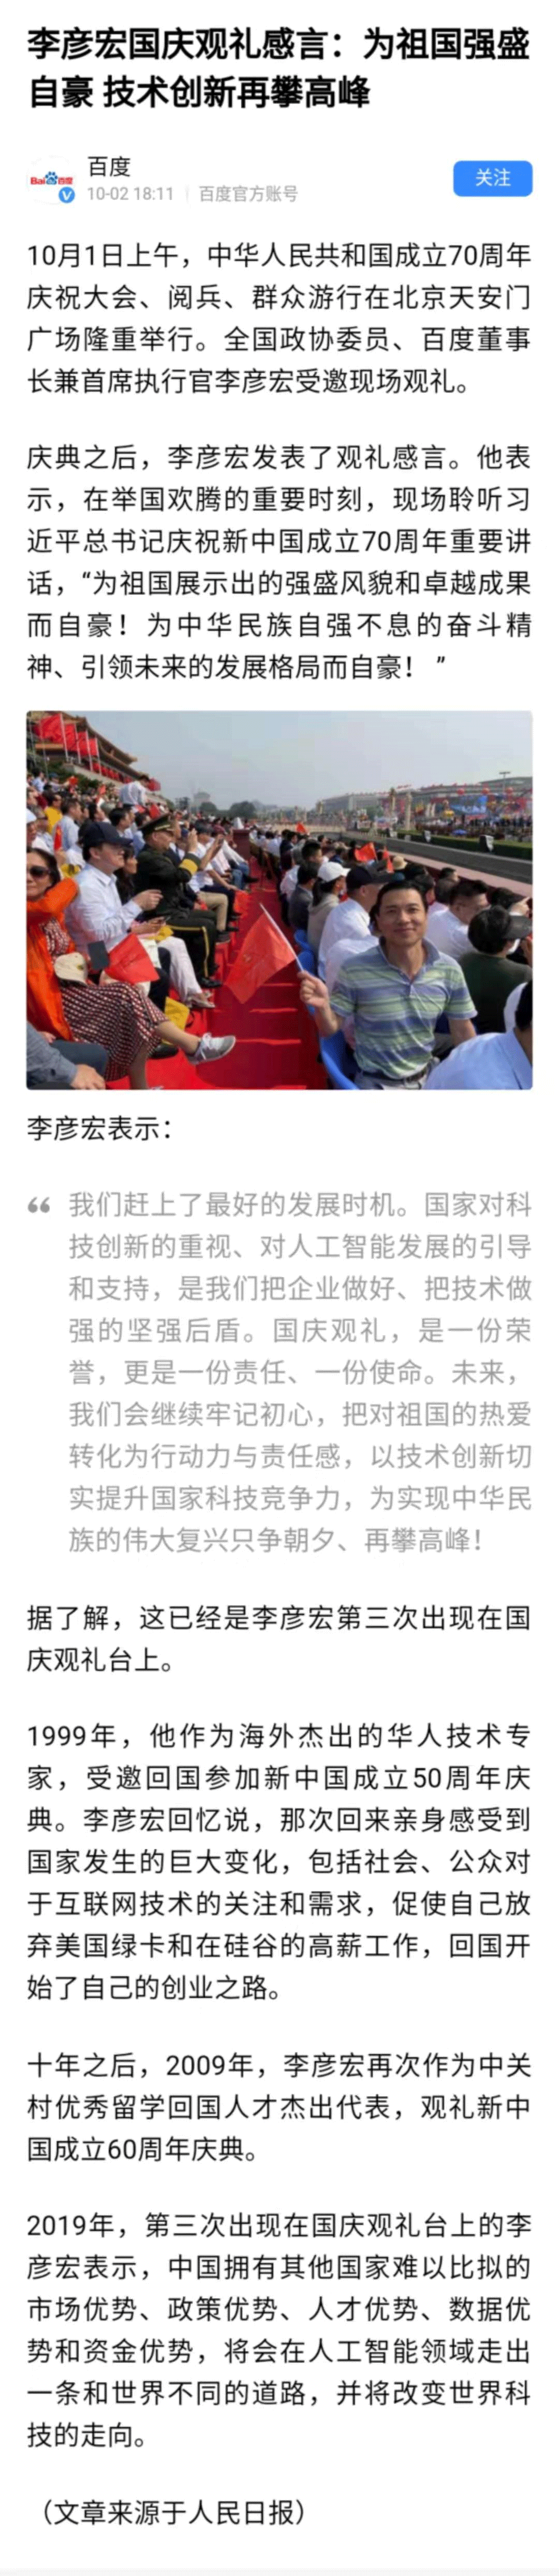 李彦宏国庆观礼感言：为祖国强盛
自豪 技术创新再攀高峰
Bai百度
百度
10-02 18:11 | 百度官方账号
关注
10月1日上午，中华人民共和国成立70周年
庆祝大会、阅兵、群众游行在北京天安门
广场隆重举行。全国政协委员、百度董事
长兼首席执行官李彦宏受邀现场观礼。
庆典之后，李彦宏发表了观礼感言。他表
示，在举国欢腾的重要时刻，现场聆听习
近平总书记庆祝新中国成立70周年重要讲
话，“为祖国展示出的强盛风貌和卓越成果
而自豪！为中华民族自强不息的奋斗精
神、引领未来的发展格局而自豪！”
李彦宏表示：
“我们赶上了最好的发展时机。国家对科
技创新的重视、对人工智能发展的引导
和支持，是我们把企业做好、把技术做
强的坚强后盾。国庆观礼，是一份荣
誉，更是一份责任、一份使命。未来，
我们会继续牢记初心，把对祖国的热爱
转化为行动力与责任感，以技术创新切
实提升国家科技竞争力，为实现中华民
族的伟大复兴只争朝夕、再攀高峰！
据了解，这已经是李彦宏第三次出现在国
庆观礼台上。
1999年，他作为海外杰出的华人技术专
家，受邀回国参加新中国成立50周年庆
典。李彦宏回忆说，那次回来亲身感受到
国家发生的巨大变化，包括社会、公众对
于互联网技术的关注和需求，促使自己放
弃美国绿卡和在硅谷的高薪工作，回国开
始了自己的创业之路。
十年之后，2009年，李彦宏再次作为中关
村优秀留学回国人才杰出代表，观礼新中
国成立60周年庆典。
2019年，第三次出现在国庆观礼台上的李
彦宏表示，中国拥有其他国家难以比拟的
市场优势、政策优势、人才优势、数据优
势和资金优势，将会在人工智能领域走出
一条和世界不同的道路，并将改变世界科
技的走向。
（文章来源于人民日报）